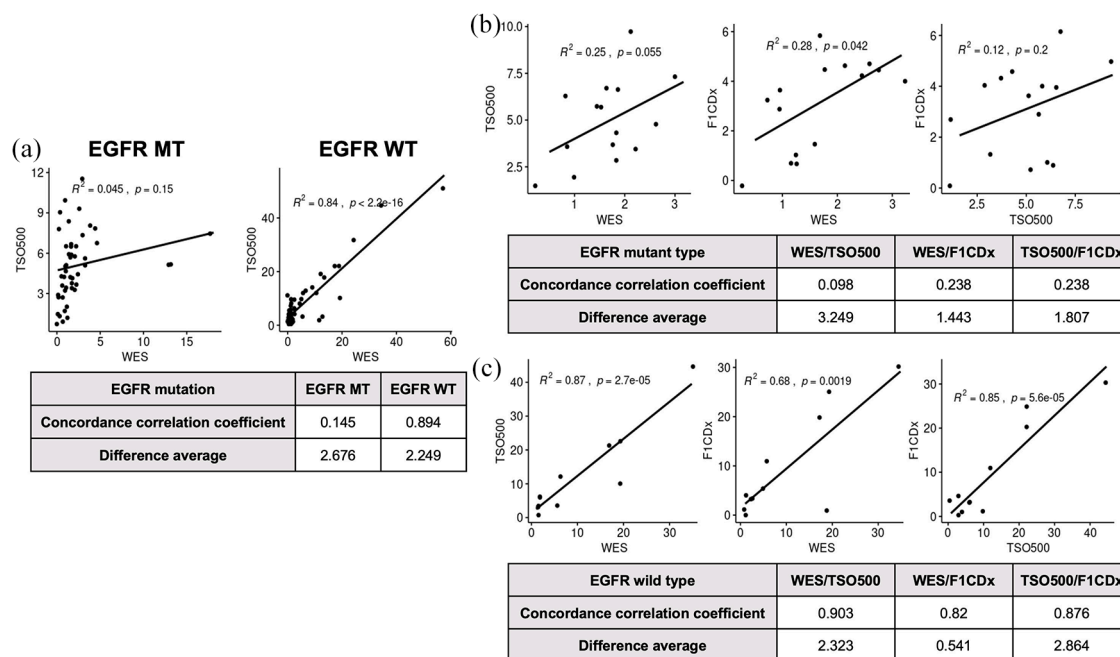 (a)
EGFR MT
EGFR WT
R2 = 0.045 , p = 0.15
R2 = 0.84 , p < 2.2e-16
TSO500
12
9
6
3
0
5
10
15
WES
TSO500
40
20
0
0
20
40
60
WES
EGFR mutation EGFR MT EGFR WT
Concordance correlation coefficient 0.145 0.894
Difference average 2.676 2.249
(b)
R2 = 0.25 , p = 0.055
TSO500
10.0
7.5
5.0
2.5
1
2
3
WES
R2 = 0.28 , p = 0.042
F1CDx
6
4
2
0
0
1
2
3
WES
R2 = 0.12 , p = 0.2
F1CDx
6
4
2
0
2.5
5.0
7.5
TSO500
EGFR mutant type WES/TSO500 WES/F1CDx TSO500/F1CDx
Concordance correlation coefficient 0.098 0.238 0.238
Difference average 3.249 1.443 1.807
(c)
R2 = 0.87 , p = 2.7e-05
TSO500
40
30
20
10
0
0
10
20
30
WES
R2 = 0.68 , p = 0.0019
F1CDx
30
20
10
0
0
10
20
30
WES
R2 = 0.85 , p = 5.6e-05
F1CDx
30
20
10
0
0
10
20
30
40
TSO500
EGFR wild type WES/TSO500 WES/F1CDx TSO500/F1CDx
Concordance correlation coefficient 0.903 0.82 0.876
Difference average 2.323 0.541 2.864